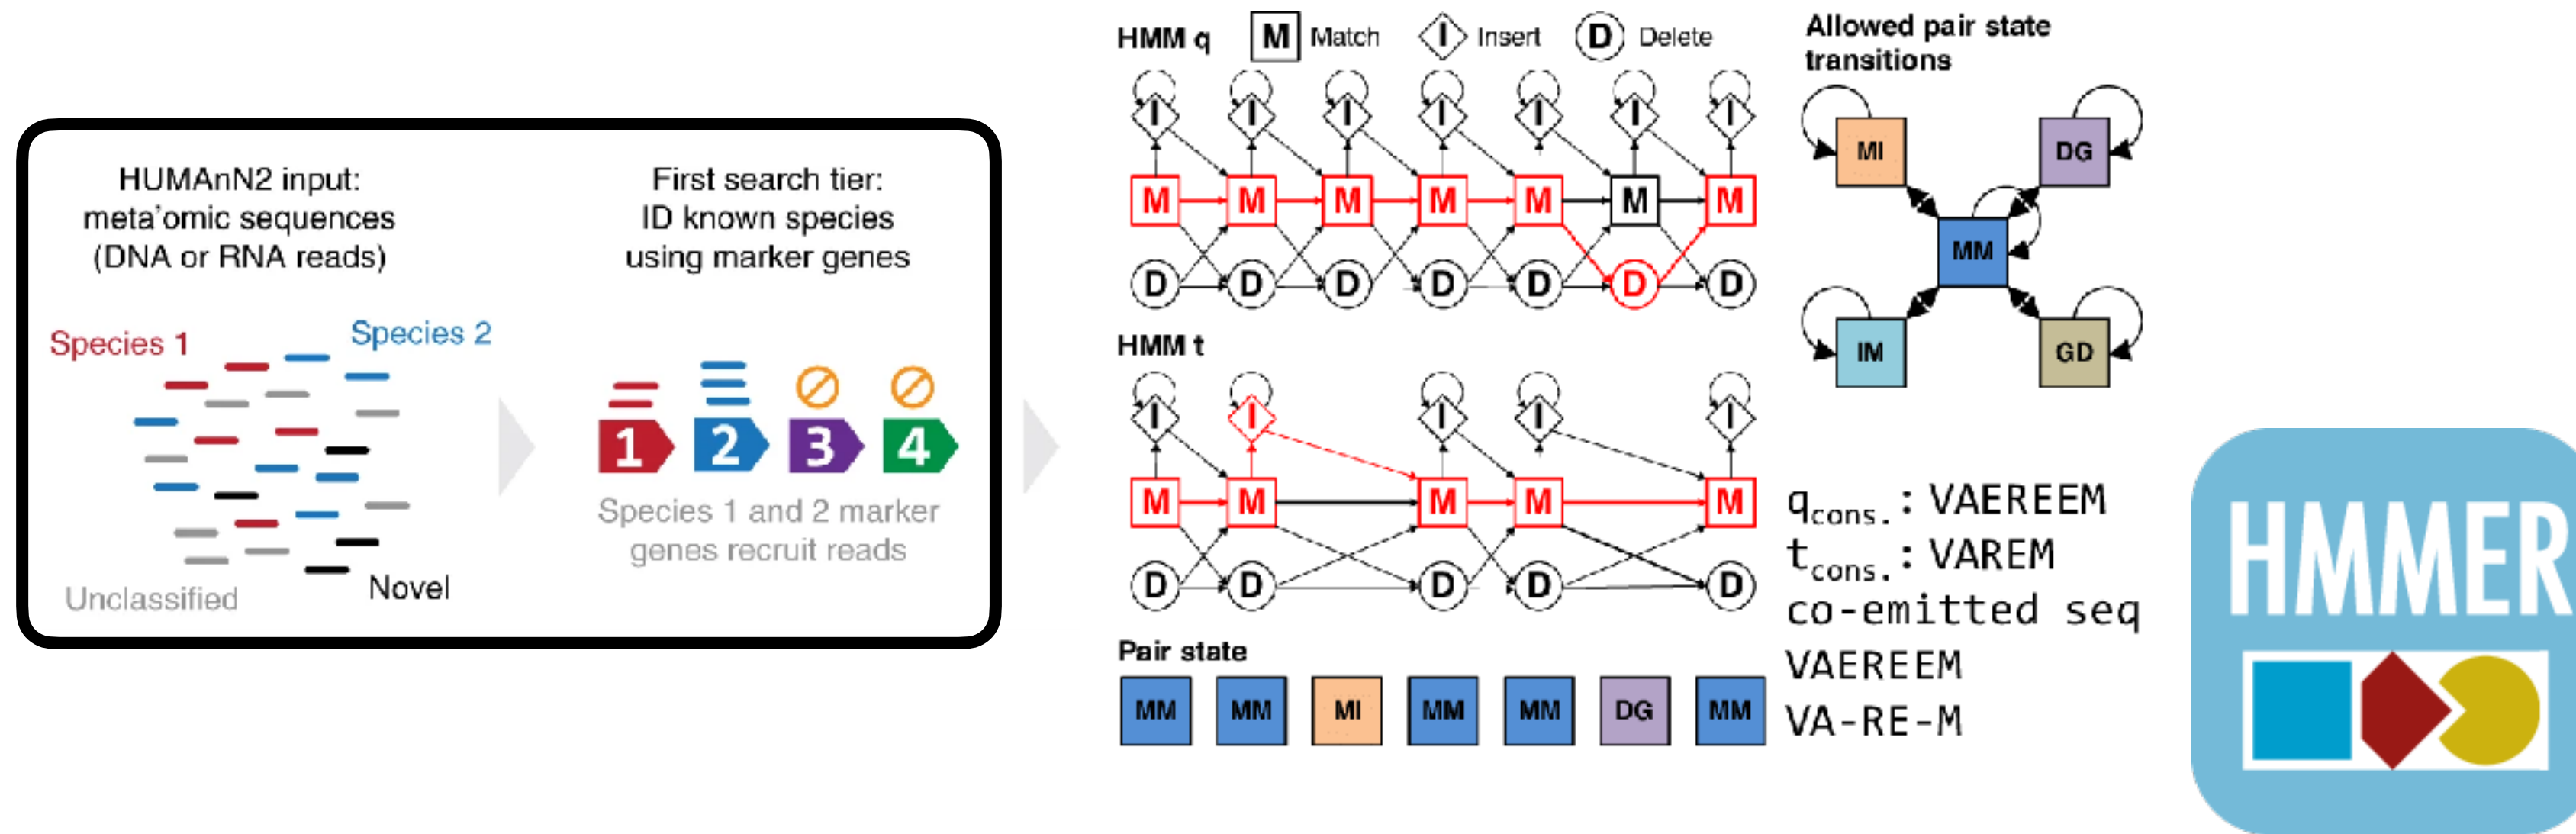 HUMAnN2 input:
meta'omic sequences
(DNA or RNA reads)
Species 1
Species 2
Unclassified
Novel
First search tier:
ID known species
using marker genes
1 2 3 4
Species 1 and 2 marker
genes recruit reads
HMM q M Match I Insert D Delete
I I I I I I I
M M M M M M M
D D D D D D D
HMM t
I I I I I
M M M M M
D D D D D
Pair state
MM MM MI MM MM DG MM
Allowed pair state
transitions
MI DG
MM
IM GD
qcons.: VAEREEM
tcons.: VAREM
co-emitted seq
VAEREEM
VA-RE-M
HMMER